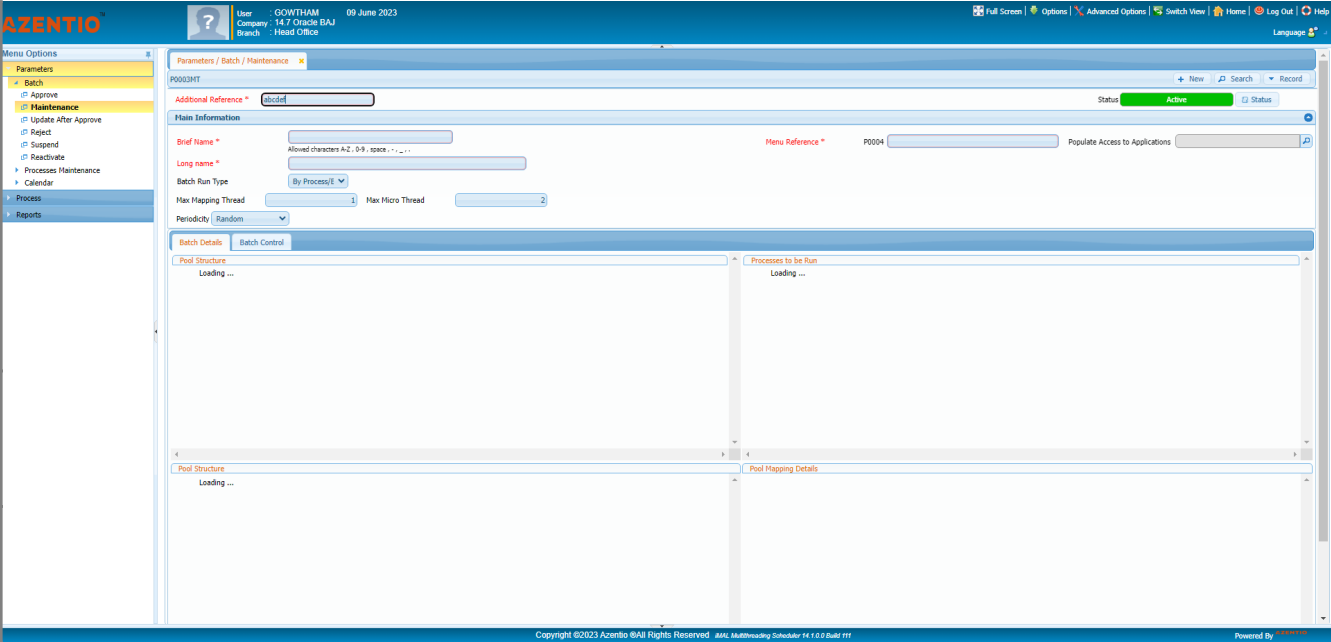 AZENTIO
User : GOWTHAM 09 June 2023
Company : 14.7 Oracle BAJ
Branch : Head Office
Full Screen | Options | Advanced Options | Switch View | Home | Log Out | Help
Language
Menu Options
Parameters
Batch
Approve
Maintenance
Update After Approve
Reject
Suspend
Reactivate
Processes Maintenance
Calendar
Process
Reports
Parameters / Batch / Maintenance x
P0003MT
+ New Search Record
Additional Reference * abcdef Status Active Status
Main Information
Brief Name * Menu Reference * P0004 Populate Access to Applications
Allowed characters A-Z , 0-9 , space , - , _ , .
Long name *
Batch Run Type By Process/E
Max Mapping Thread 1 Max Micro Thread 2
Periodicity Random
Batch Details Batch Control
Pool Structure Processes to be Run
Loading ... Loading ...
Pool Structure Pool Mapping Details
Loading ...
Copyright ©2023 Azentio ®All Rights Reserved iMAL Multithreading Scheduler 14.1.0.0 Build 111
Powered By AZENTIO